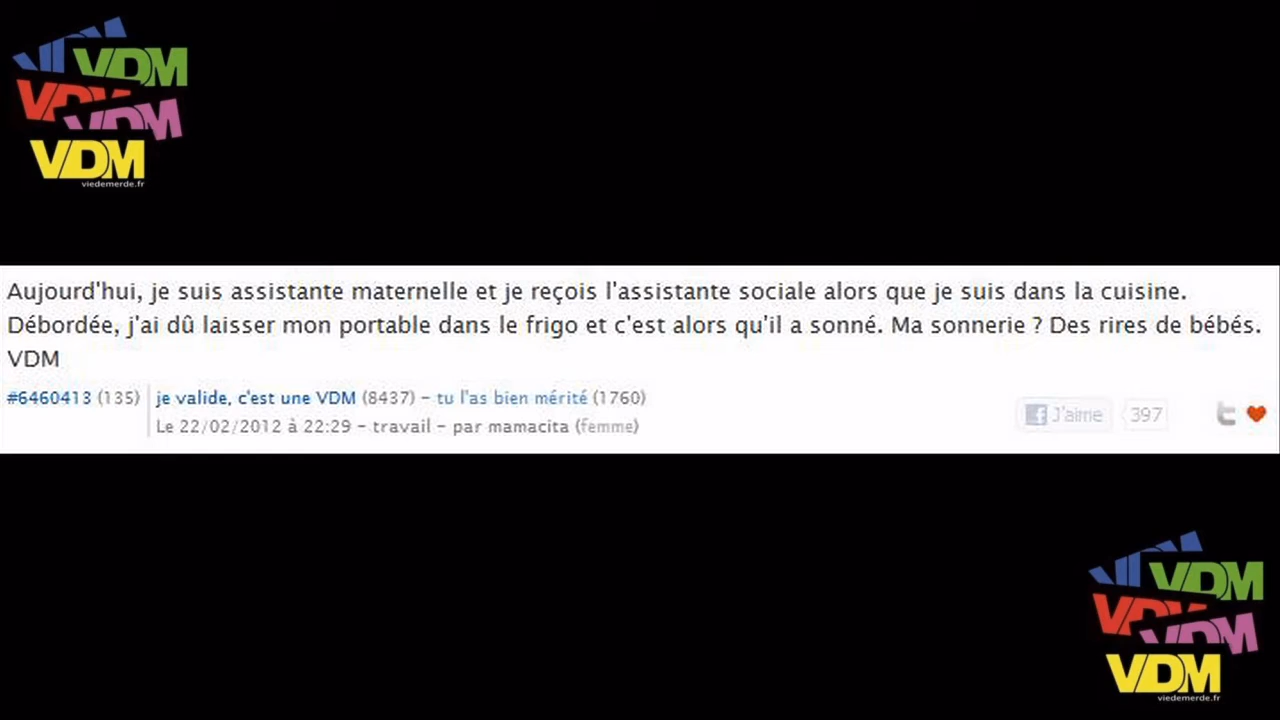 VDM
VDM
VDM
VDM
viedemerde.fr
Aujourd'hui, je suis assistante maternelle et je reçois l'assistante sociale alors que je suis dans la cuisine.
Débordée, j'ai dû laisser mon portable dans le frigo et c'est alors qu'il a sonné. Ma sonnerie ? Des rires de bébés.
VDM
#6460413 (135) je valide, c'est une VDM (8437) - tu l'as bien mérité (1760)
Le 22/02/2012 à 22:29 - travail - par mamacita (femme)
J'aime 397
VDM
VDM
VDM
VDM
viedemerde.fr